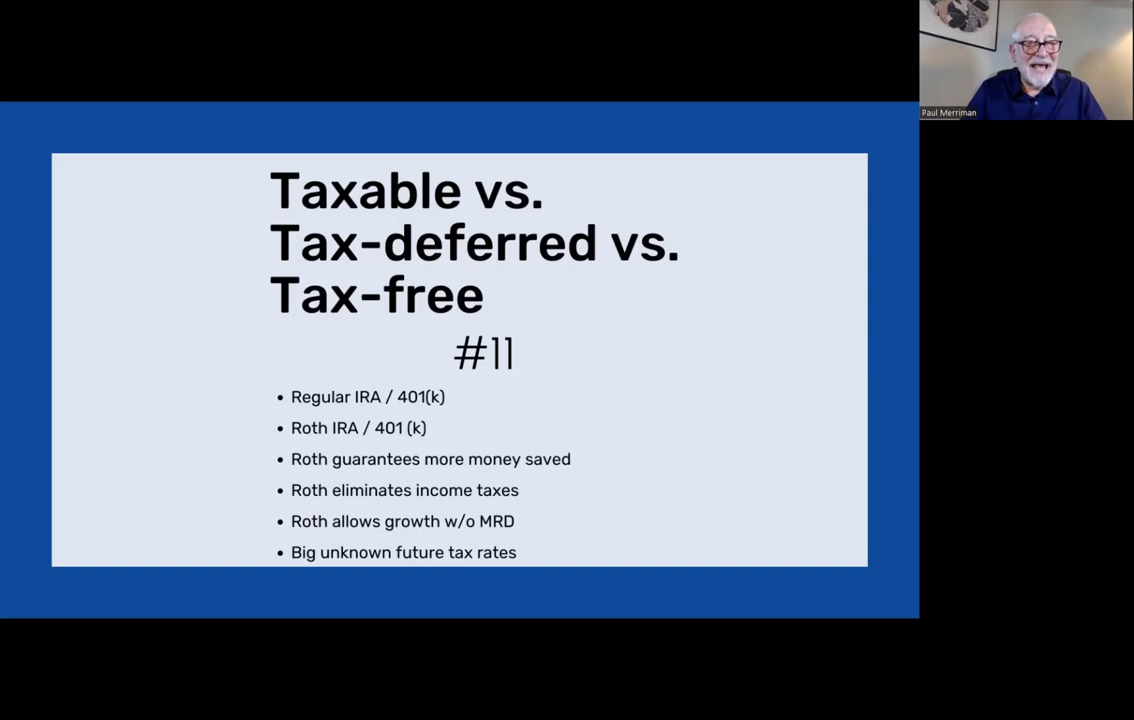 Taxable vs.
Tax-deferred vs.
Tax-free
#11
• Regular IRA / 401(k)
• Roth IRA / 401 (k)
• Roth guarantees more money saved
• Roth eliminates income taxes
• Roth allows growth w/o MRD
• Big unknown future tax rates
Paul Merriman